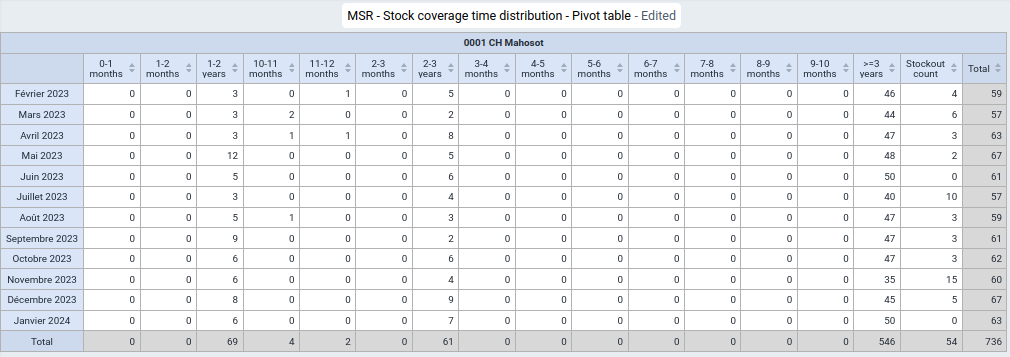 MSR - Stock coverage time distribution - Pivot table - Edited
0001 CH Mahosot
0-1 months 1-2 months 1-2 years 10-11 months 11-12 months 2-3 months 2-3 years 3-4 months 4-5 months 5-6 months 6-7 months 7-8 months 8-9 months 9-10 months >=3 years Stockout count Total
Février 2023 0 0 3 0 1 0 5 0 0 0 0 0 0 0 46 4 59
Mars 2023 0 0 3 2 0 0 2 0 0 0 0 0 0 0 44 6 57
Avril 2023 0 0 3 1 1 0 8 0 0 0 0 0 0 0 47 3 63
Mai 2023 0 0 12 0 0 0 5 0 0 0 0 0 0 0 48 2 67
Juin 2023 0 0 5 0 0 0 6 0 0 0 0 0 0 0 50 0 61
Juillet 2023 0 0 3 0 0 0 4 0 0 0 0 0 0 0 40 10 57
Août 2023 0 0 5 1 0 0 3 0 0 0 0 0 0 0 47 3 59
Septembre 2023 0 0 9 0 0 0 2 0 0 0 0 0 0 0 47 3 61
Octobre 2023 0 0 6 0 0 0 6 0 0 0 0 0 0 0 47 3 62
Novembre 2023 0 0 6 0 0 0 4 0 0 0 0 0 0 0 35 15 60
Décembre 2023 0 0 8 0 0 0 9 0 0 0 0 0 0 0 45 5 67
Janvier 2024 0 0 6 0 0 0 7 0 0 0 0 0 0 0 50 0 63
Total 0 0 69 4 2 0 61 0 0 0 0 0 0 0 546 54 736